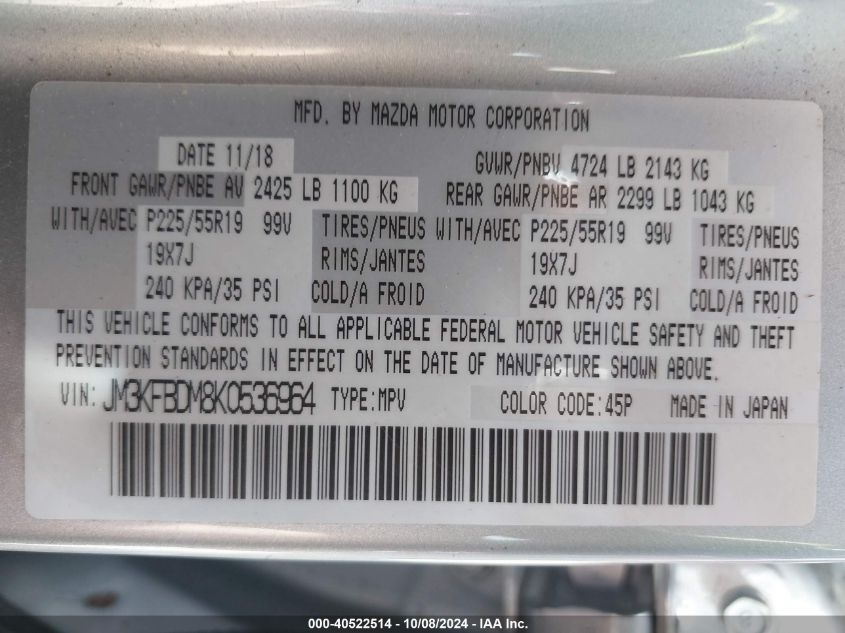 MFD. BY MAZDA MOTOR CORPORATION
DATE 11/18 GVWR/PNBV 4724 LB 2143 KG
FRONT GAWR/PNBE AV 2425 LB 1100 KG REAR GAWR/PNBE AR 2299 LB 1043 KG
WITH/AVEC P225/55R19 99V TIRES/PNEUS WITH/AVEC P225/55R19 99V TIRES/PNEUS
19X7J RIMS/JANTES 19X7J RIMS/JANTES
240 KPA/35 PSI COLD/A FROID 240 KPA/35 PSI COLD/A FROID
THIS VEHICLE CONFORMS TO ALL APPLICABLE FEDERAL MOTOR VEHICLE SAFETY AND THEFT
PREVENTION STANDARDS IN EFFECT ON THE DATE OF MANUFACTURE SHOWN ABOVE.
VIN: JM3KFBDM8K0536964 TYPE:MPV COLOR CODE:45P MADE IN JAPAN
000-40522514 - 10/08/2024 - IAA Inc.